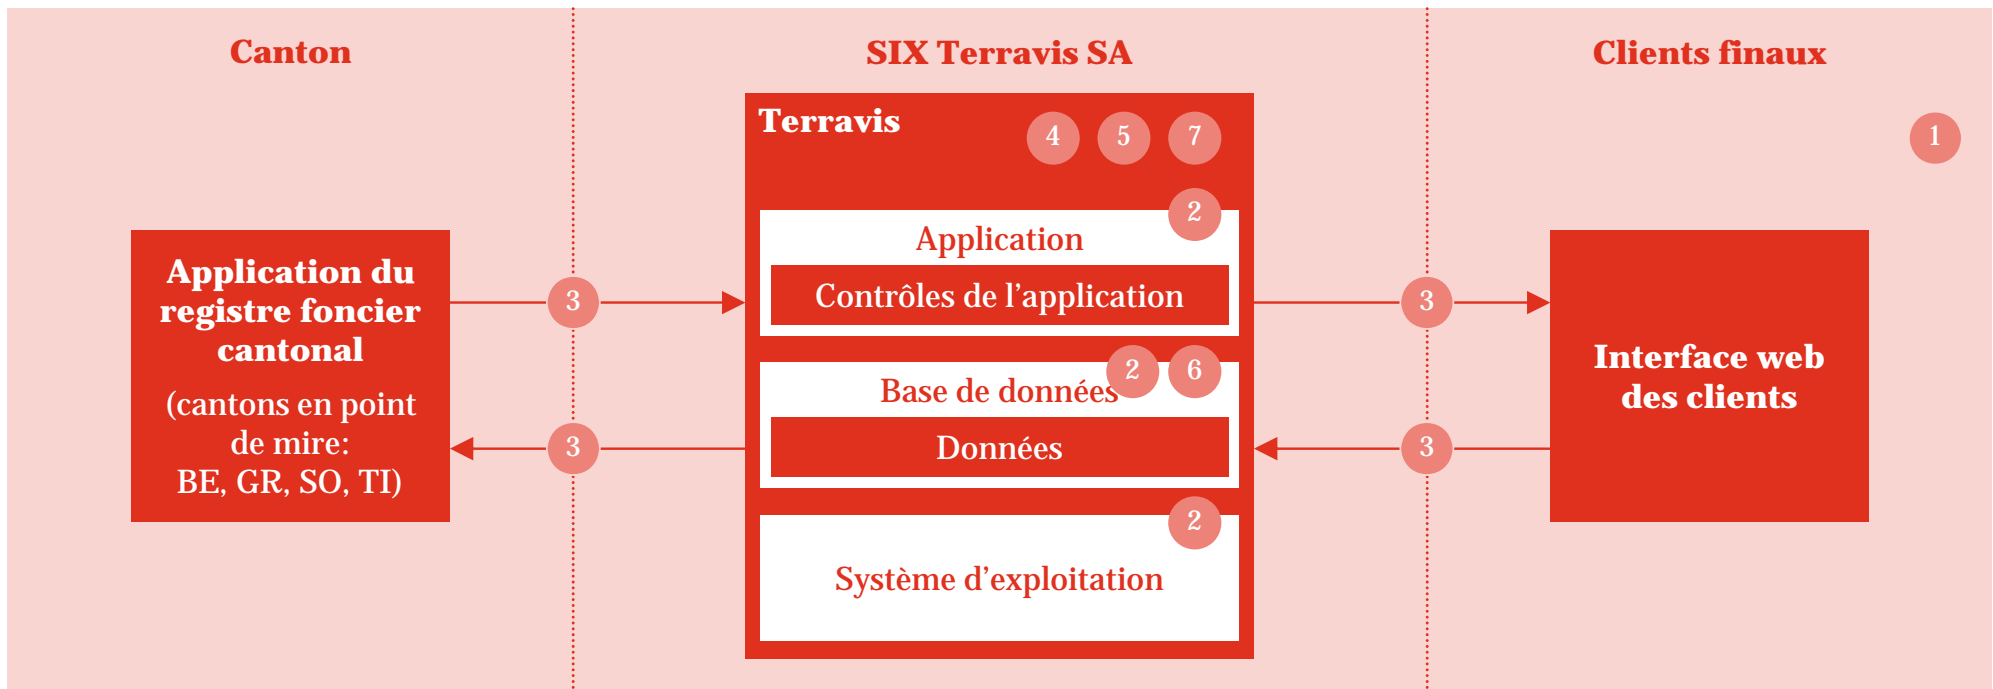 Canton
SIX Terravis SA
Clients finaux
Terravis
4
5
7
1
2
Application
Contrôles de l’application
Application du
registre foncier
cantonal
(cantons en point
de mire:
BE, GR, SO, TI)
3
3
3
3
2
6
Base de données
Données
2
Système d’exploitation
Interface web
des clients